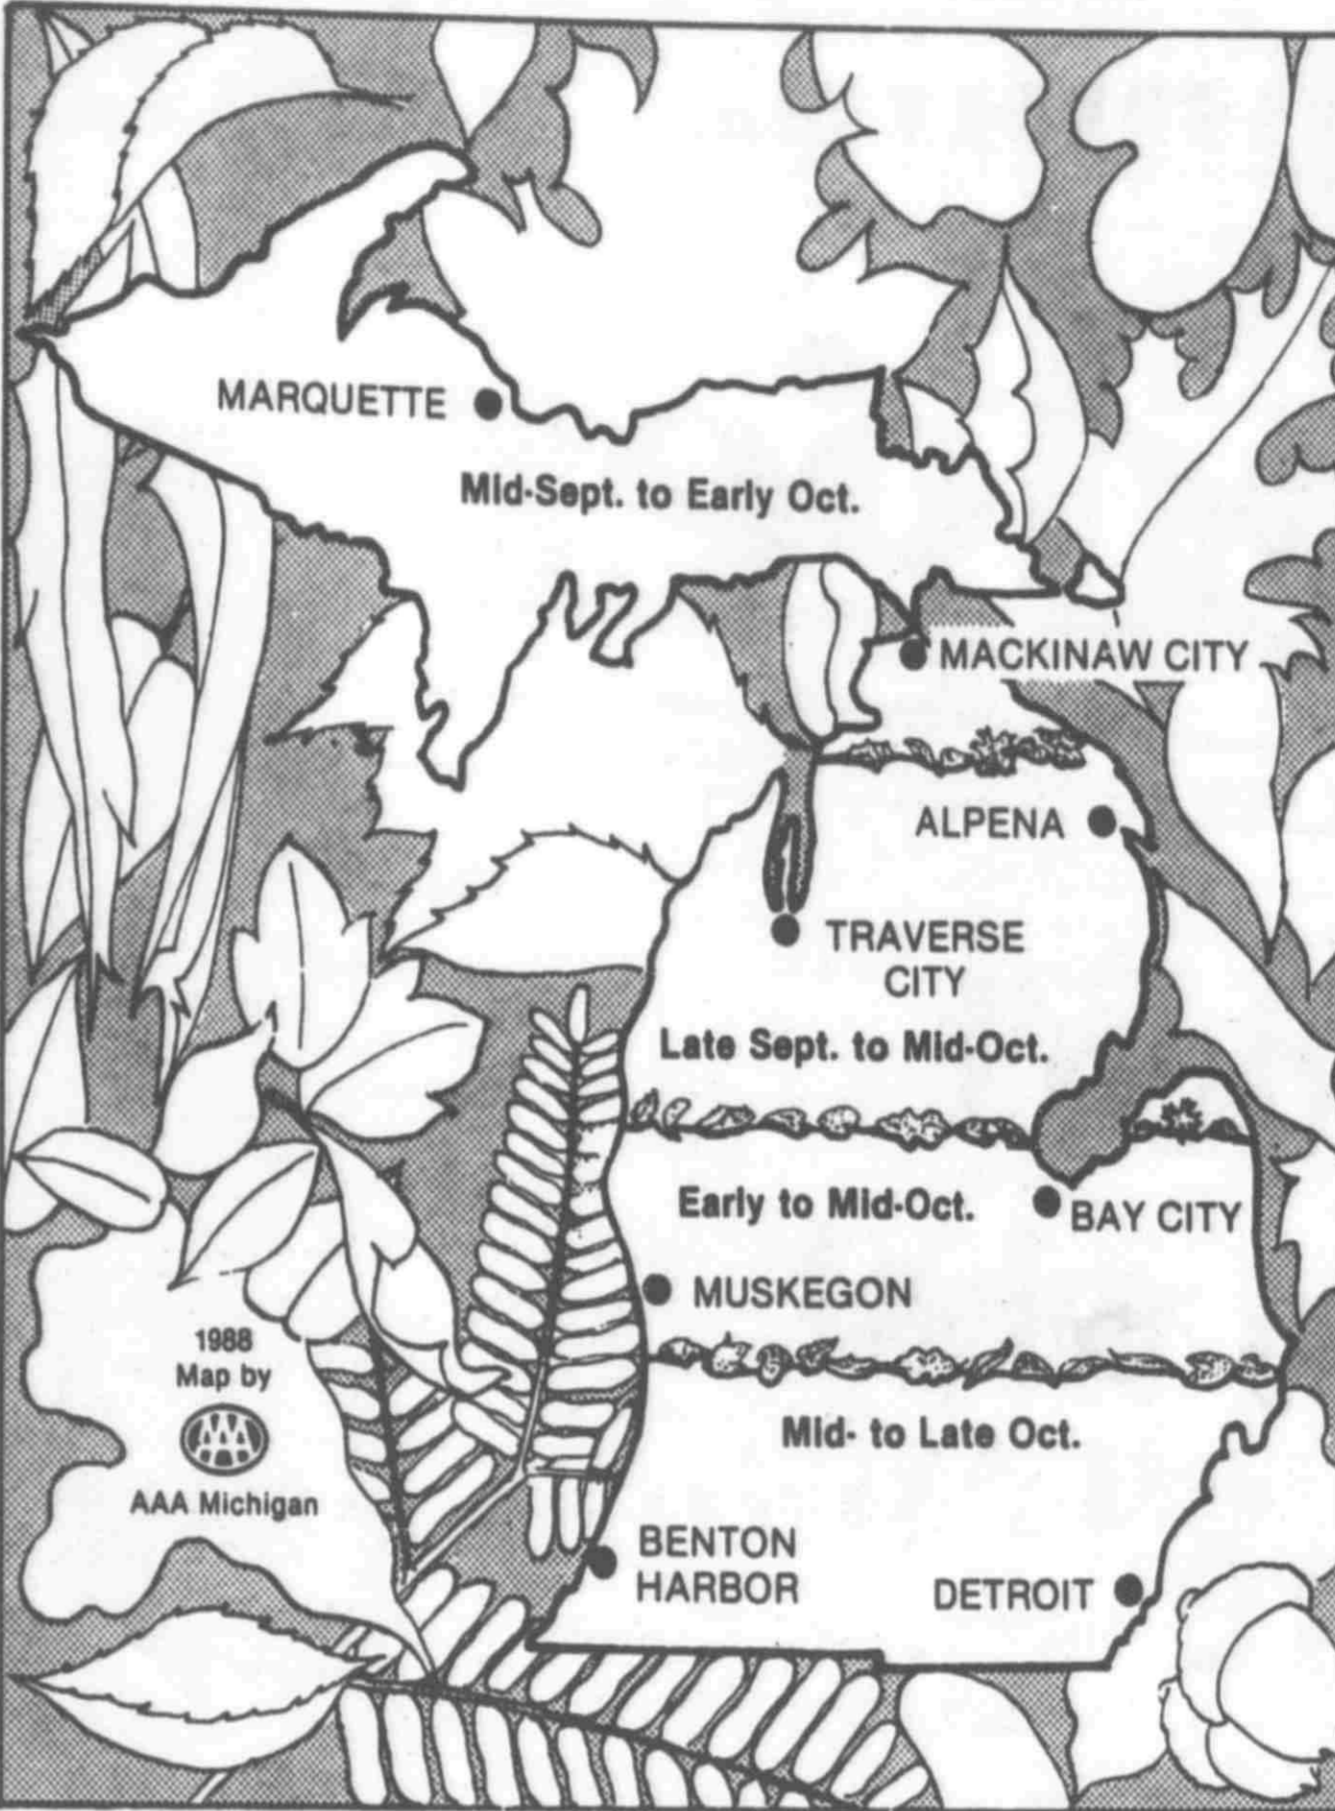 MARQUETTE
Mid-Sept. to Early Oct.
MACKINAW CITY
ALPENA
TRAVERSE
CITY
Late Sept. to Mid-Oct.
Early to Mid-Oct.
BAY CITY
MUSKEGON
1988
Map by
AAA
AAA Michigan
Mid- to Late Oct.
BENTON
HARBOR
DETROIT